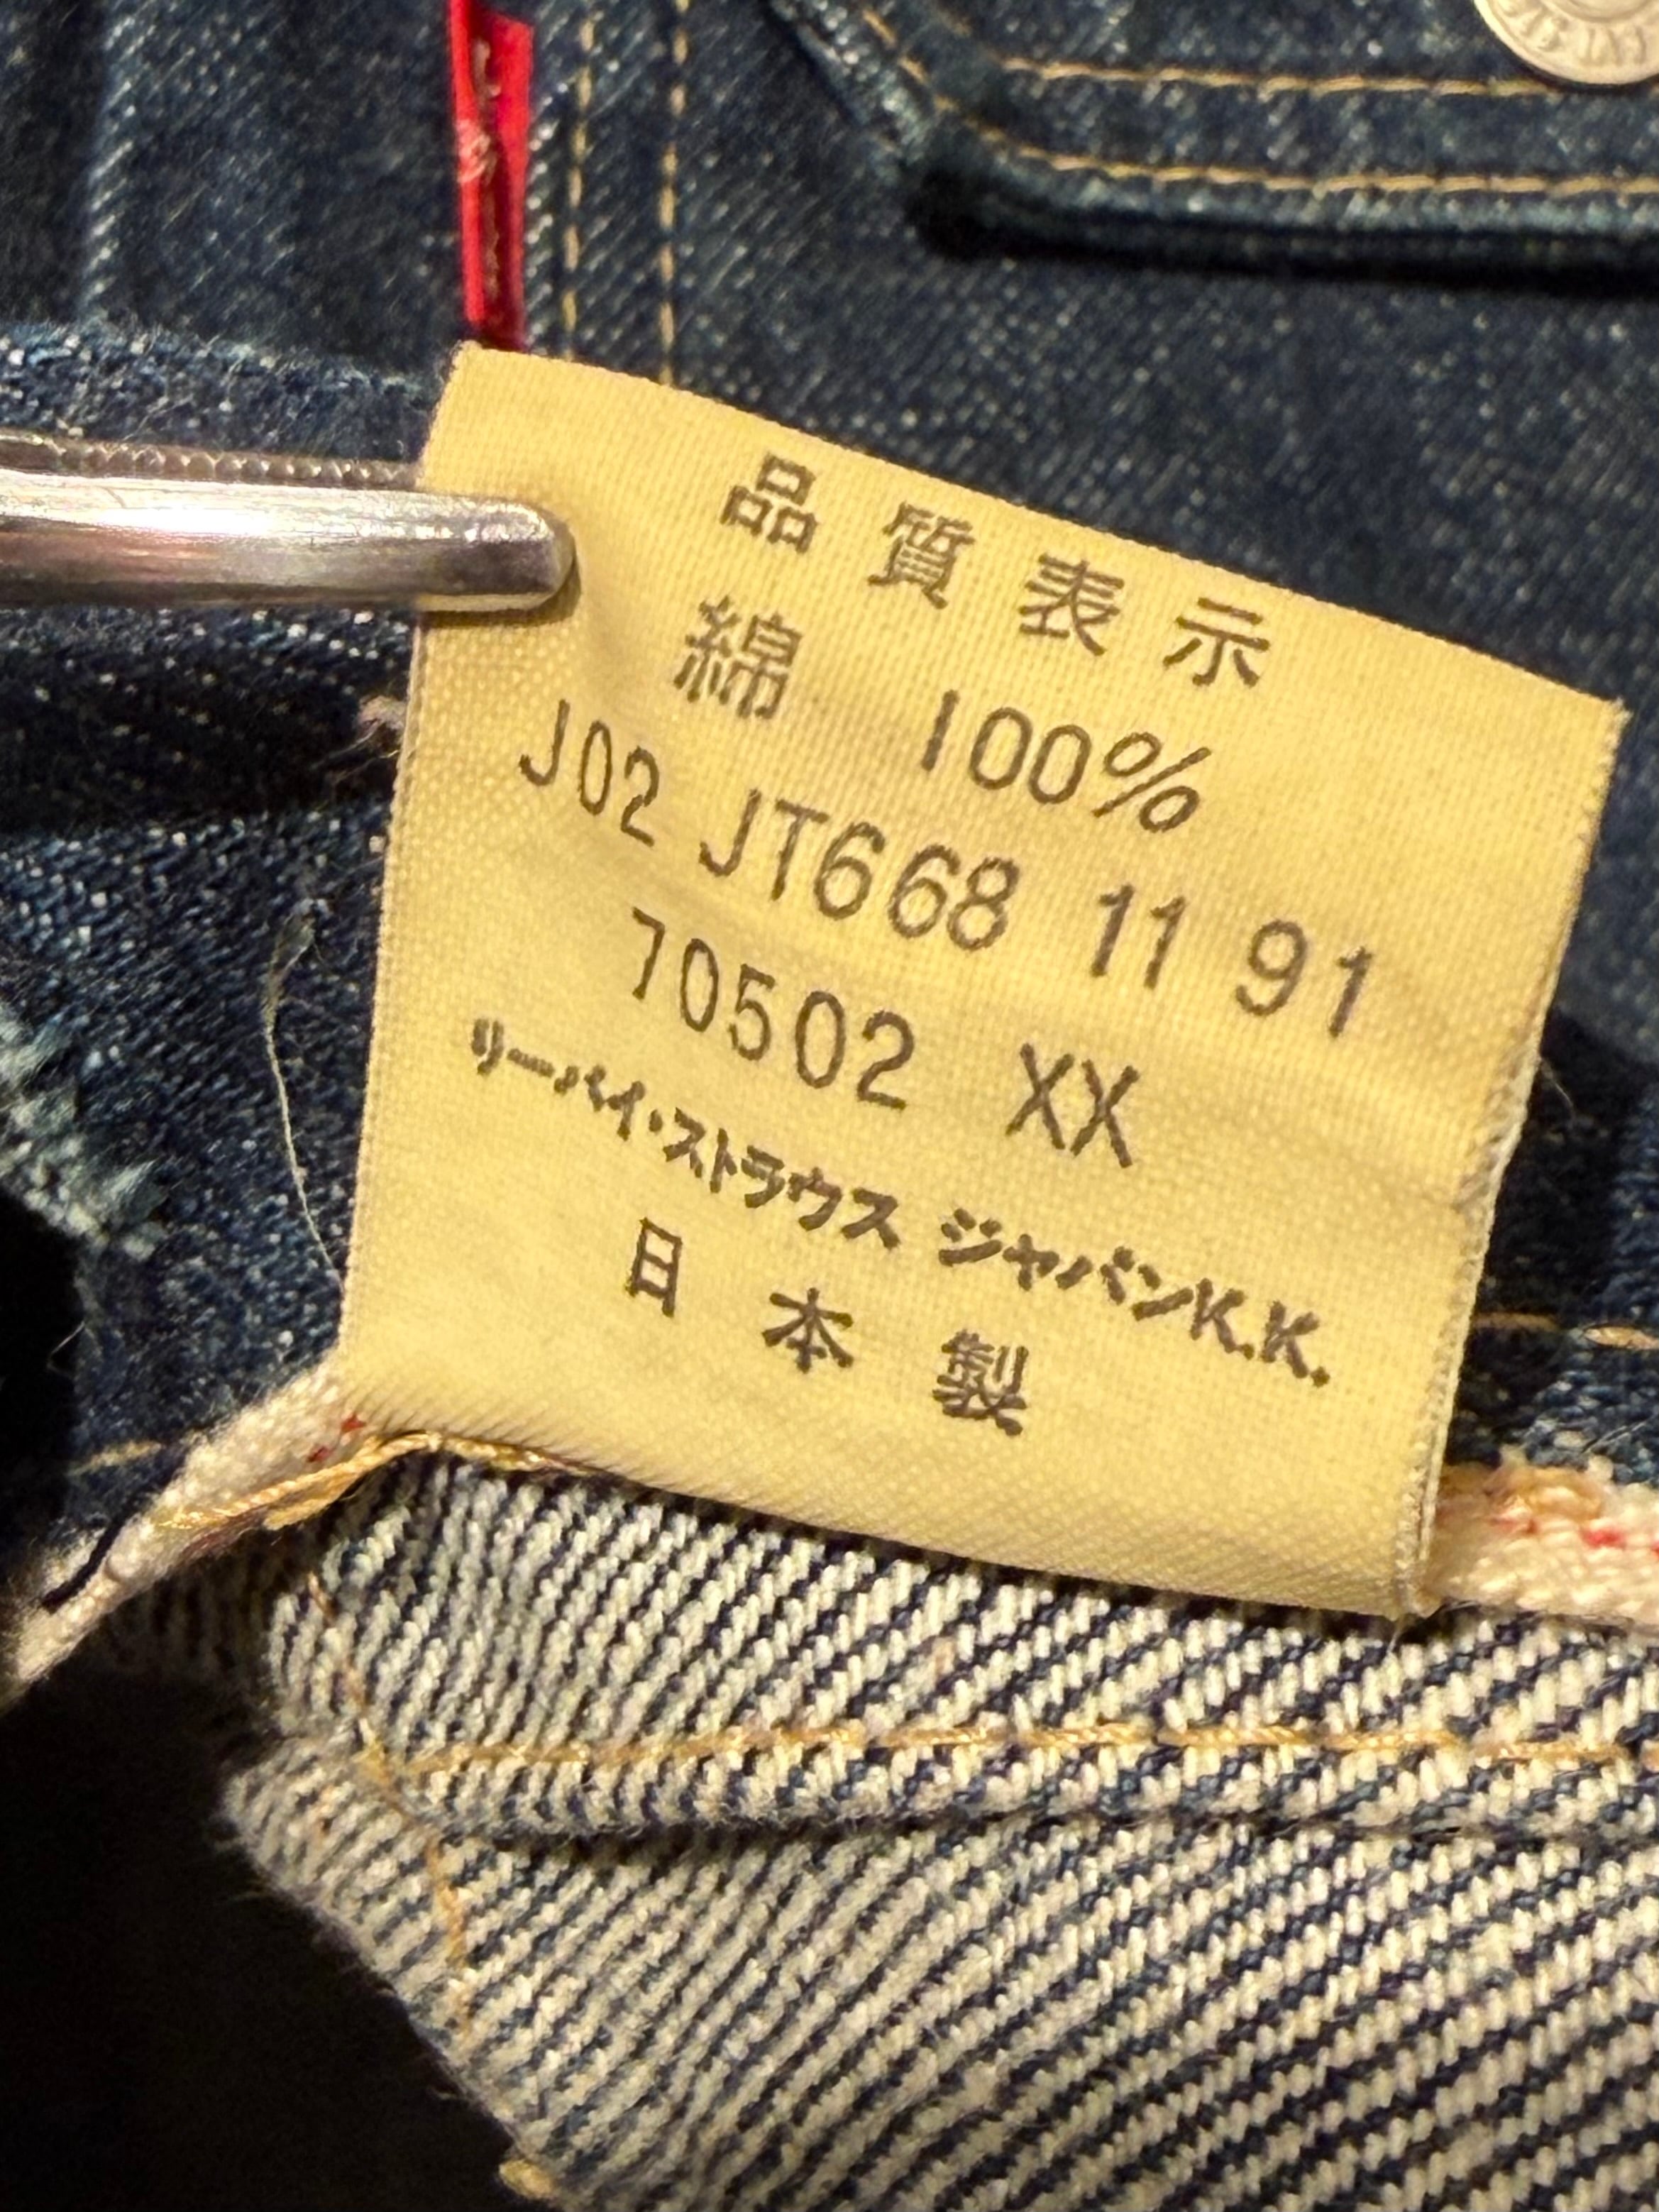 品質表示
綿 100%
J02 JT668 11 91
70502 XX
リーバイ・ストラウス ジャパンK.K.
日本製